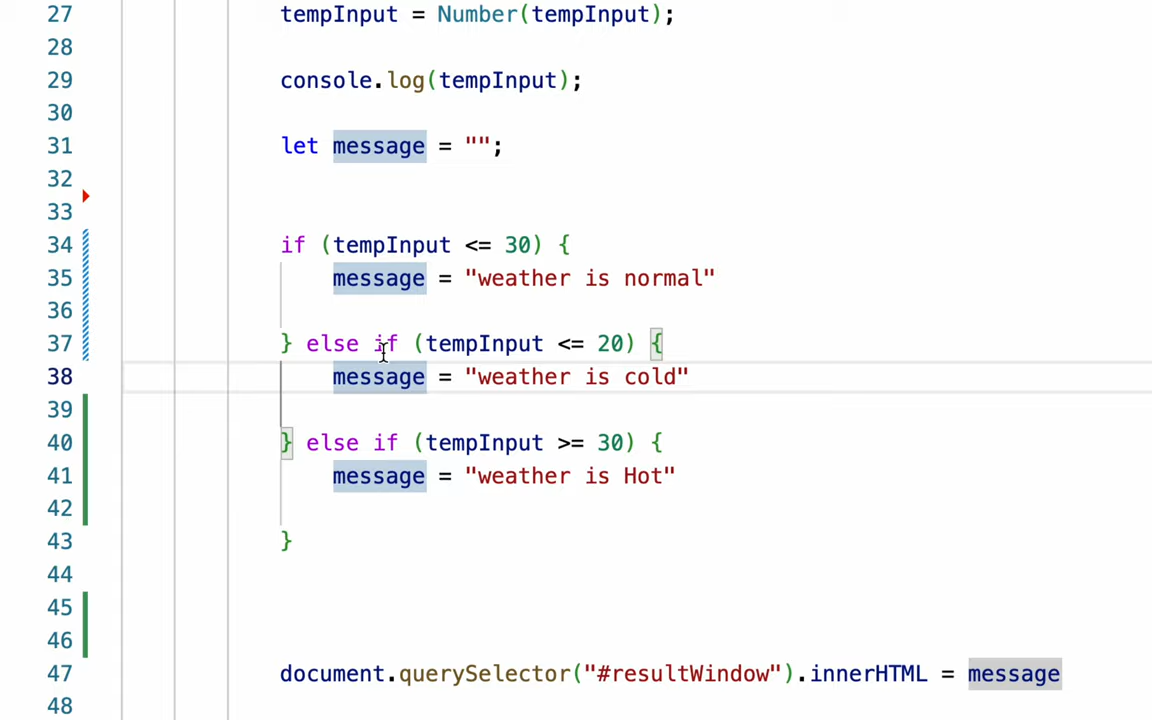 27 tempInput = Number(tempInput);
28
29 console.log(tempInput);
30
31 let message = "";
32
33
34 if (tempInput <= 30) {
35 message = "weather is normal"
36
37 } else if (tempInput <= 20) {
38 message = "weather is cold"
39
40 } else if (tempInput >= 30) {
41 message = "weather is Hot"
42
43 }
44
45
46
47 document.querySelector("#resultWindow").innerHTML = message
48